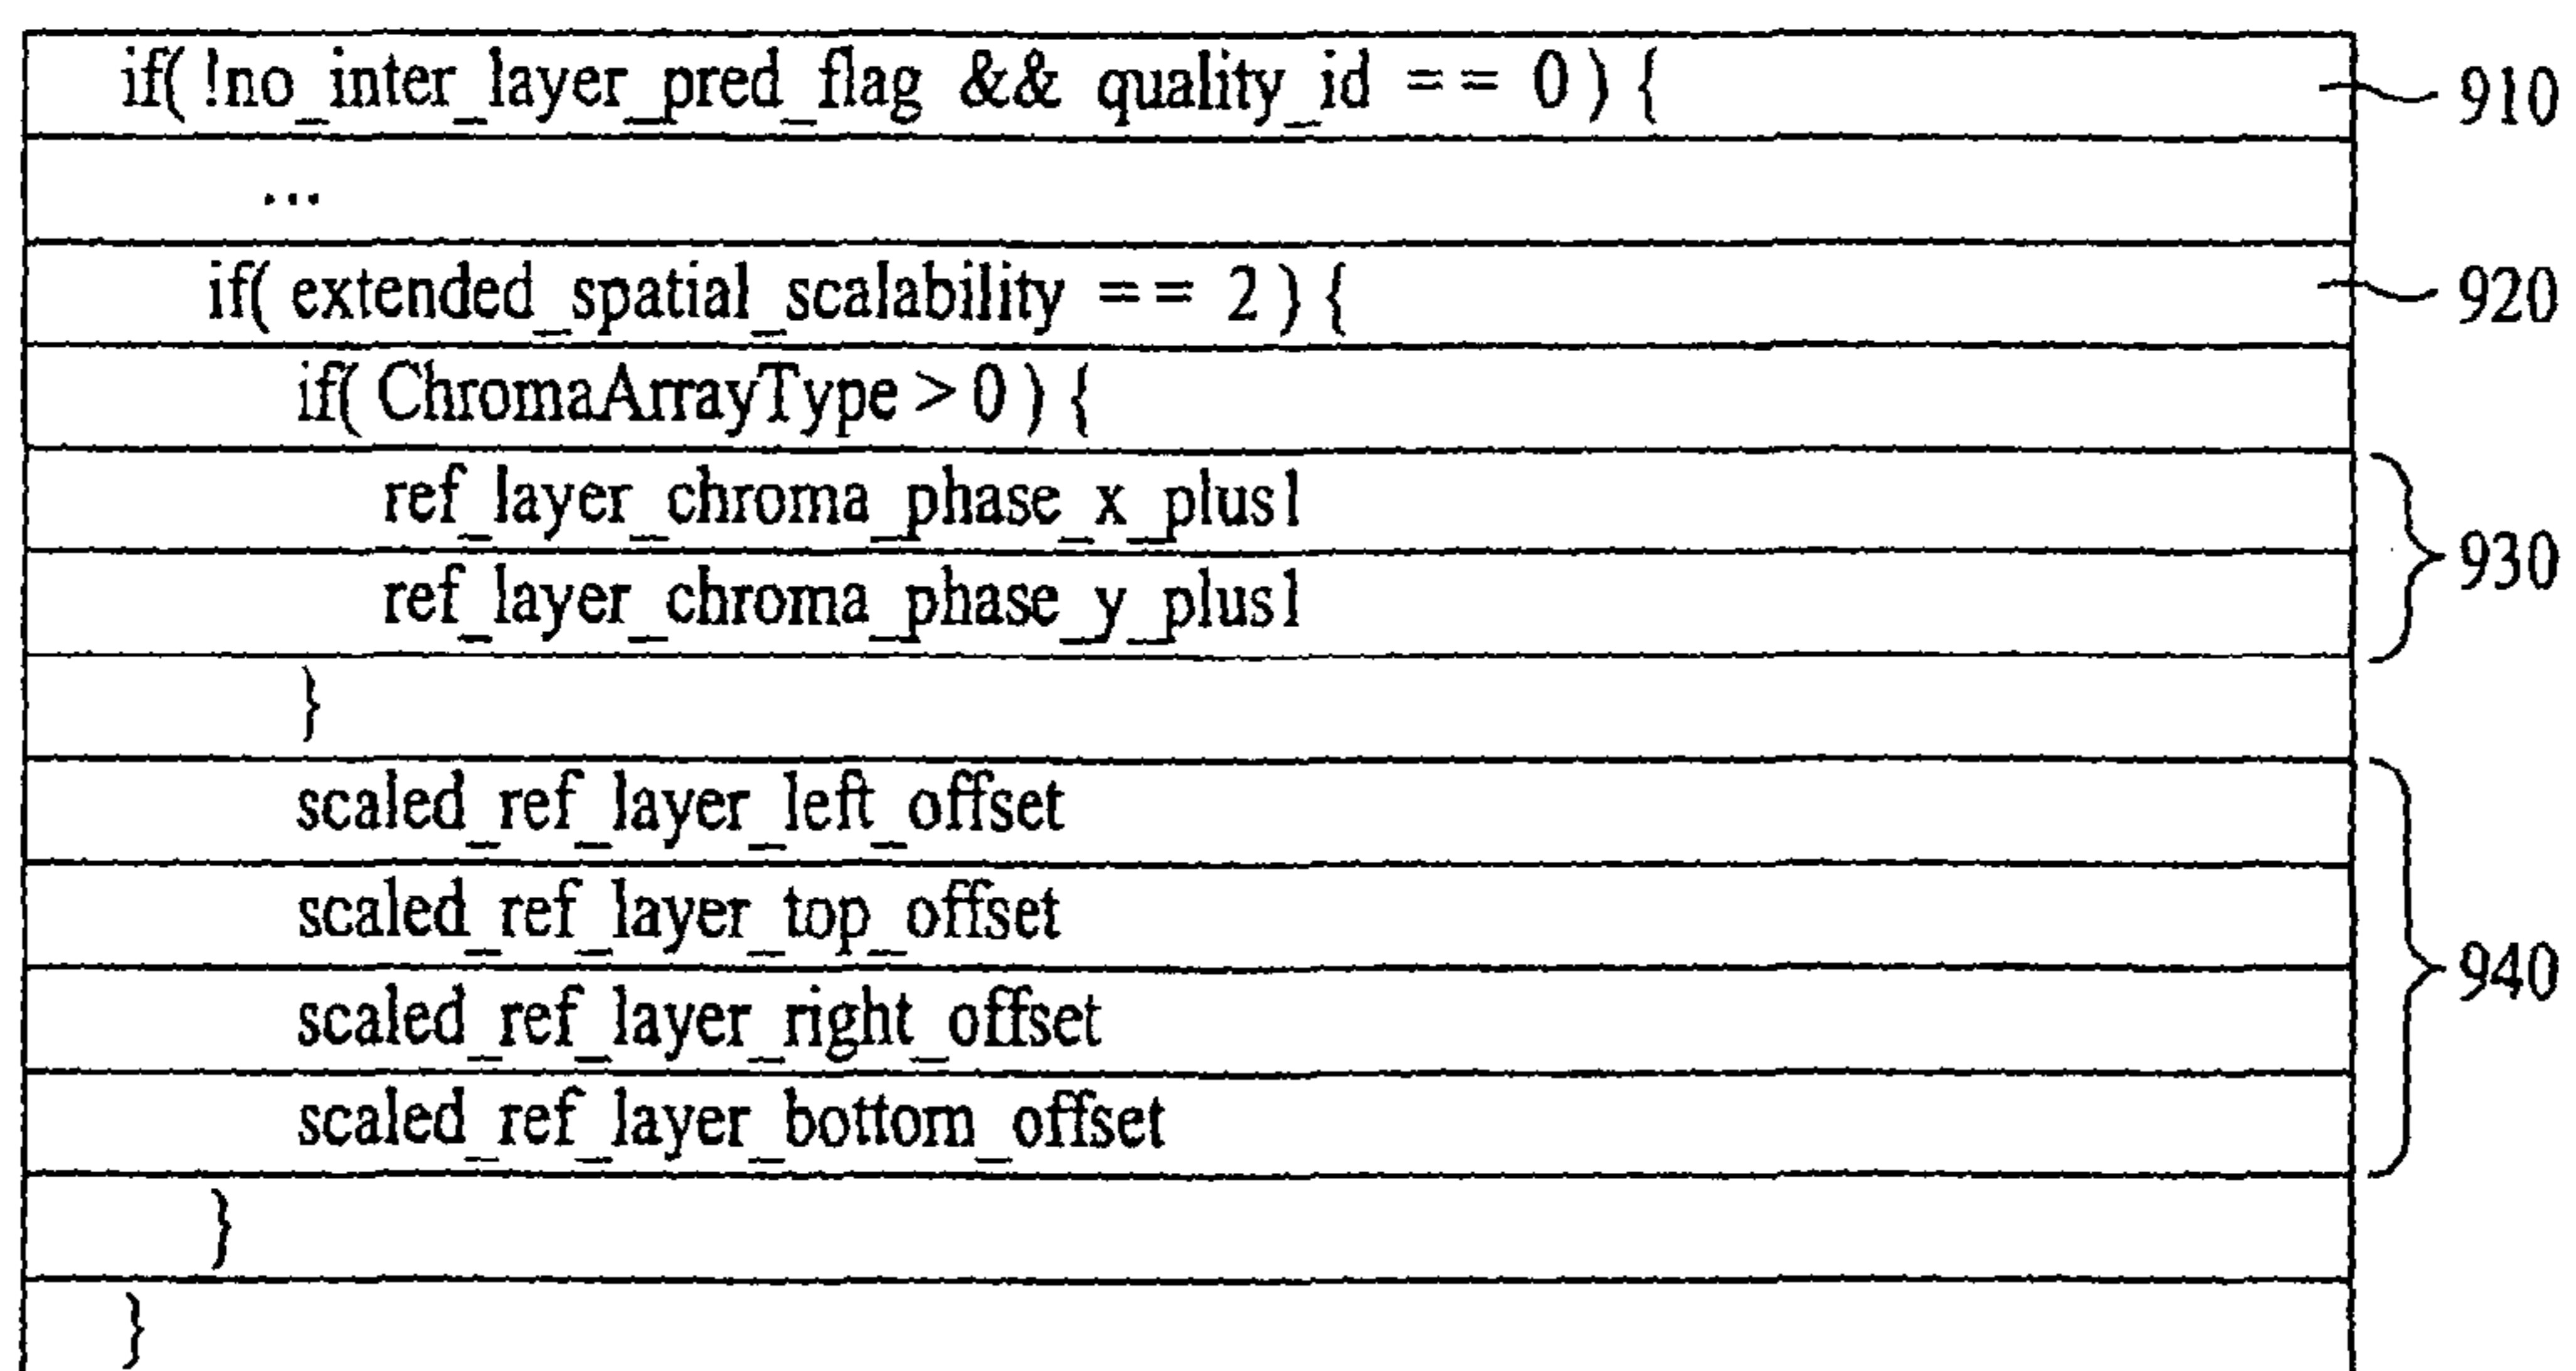 if( !no_inter_layer_pred_flag && quality_id == 0 ) { 910
...
if( extended_spatial_scalability == 2 ) { 920
if( ChromaArrayType > 0 ) {
ref_layer_chroma_phase_x_plus1
ref_layer_chroma_phase_y_plus1
930
}
scaled_ref_layer_left_offset
scaled_ref_layer_top_offset
scaled_ref_layer_right_offset
scaled_ref_layer_bottom_offset
940
}
}